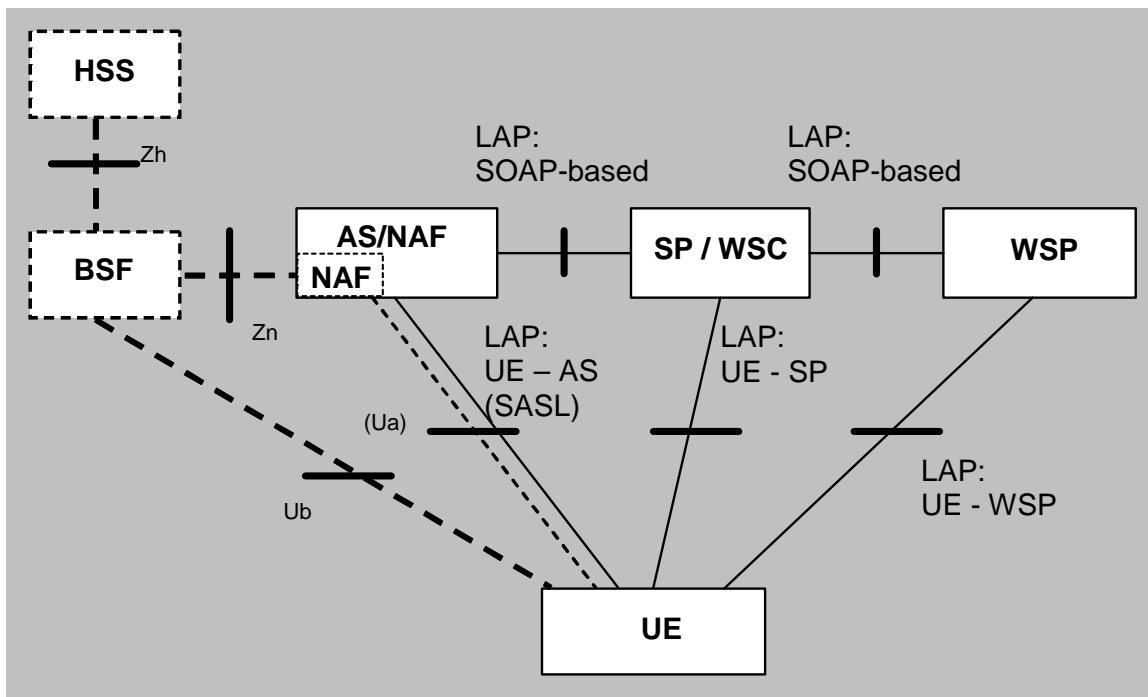 HSS
Zh
LAP:
SOAP-based
LAP:
SOAP-based
AS/NAF
NAF
SP / WSC
WSP
BSF
Zn
LAP:
UE – AS
(SASL)
LAP:
UE - SP
(Ua)
LAP:
UE - WSP
Ub
UE